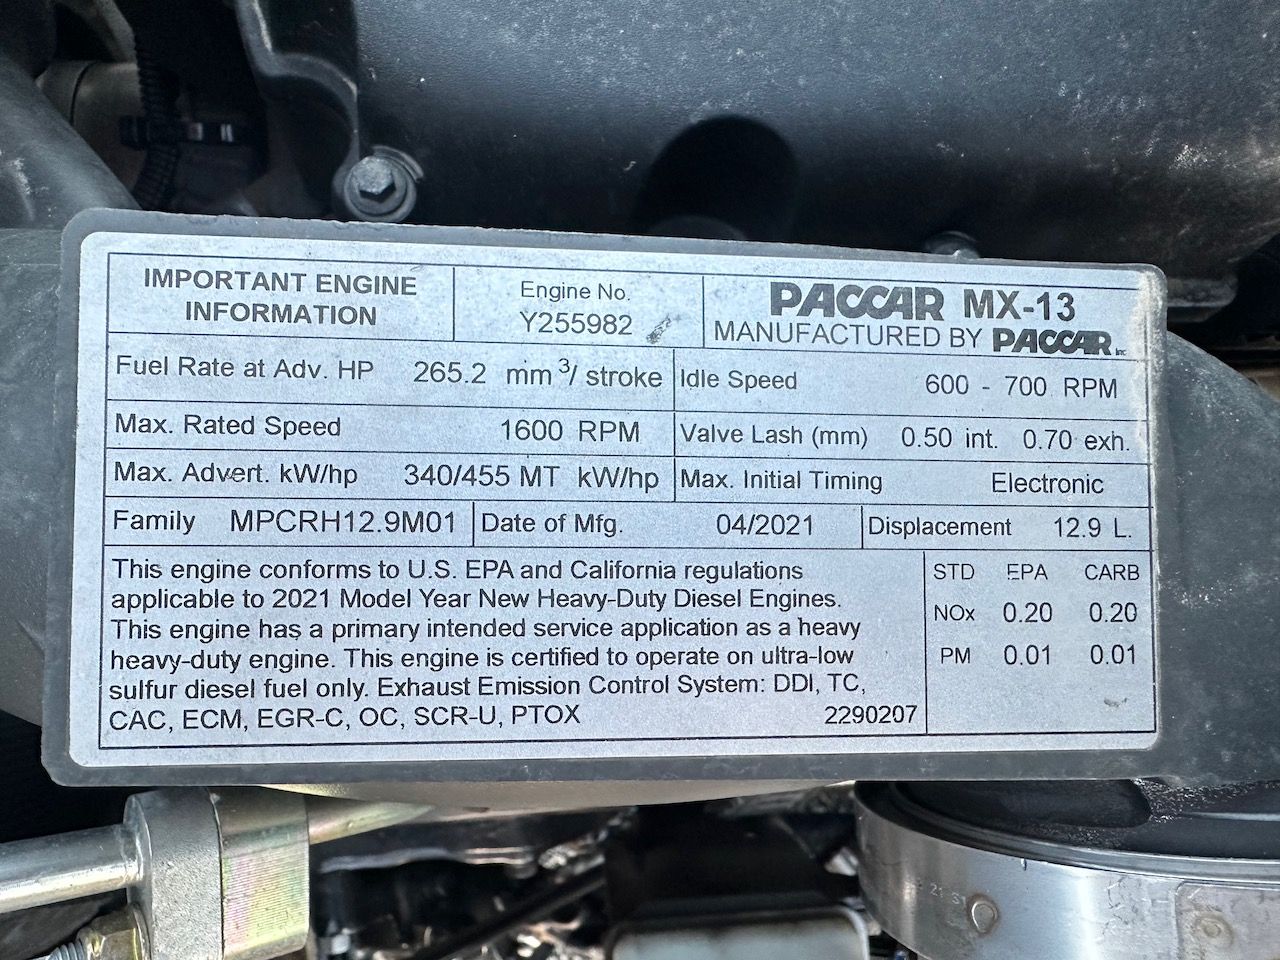 IMPORTANT ENGINE
INFORMATION
Engine No.
Y255982
PACCAR MX-13
MANUFACTURED BY PACCAR Inc
Fuel Rate at Adv. HP 265.2 mm³/ stroke
Idle Speed 600 - 700 RPM
Max. Rated Speed 1600 RPM
Valve Lash (mm) 0.50 int. 0.70 exh.
Max. Advert. kW/hp 340/455 MT kW/hp
Max. Initial Timing Electronic
Family MPCRH12.9M01
Date of Mfg. 04/2021
Displacement 12.9 L.
This engine conforms to U.S. EPA and California regulations
applicable to 2021 Model Year New Heavy-Duty Diesel Engines.
This engine has a primary intended service application as a heavy
heavy-duty engine. This engine is certified to operate on ultra-low
sulfur diesel fuel only. Exhaust Emission Control System: DDI, TC,
CAC, ECM, EGR-C, OC, SCR-U, PTOX 2290207
STD EPA CARB
NOx 0.20 0.20
PM 0.01 0.01